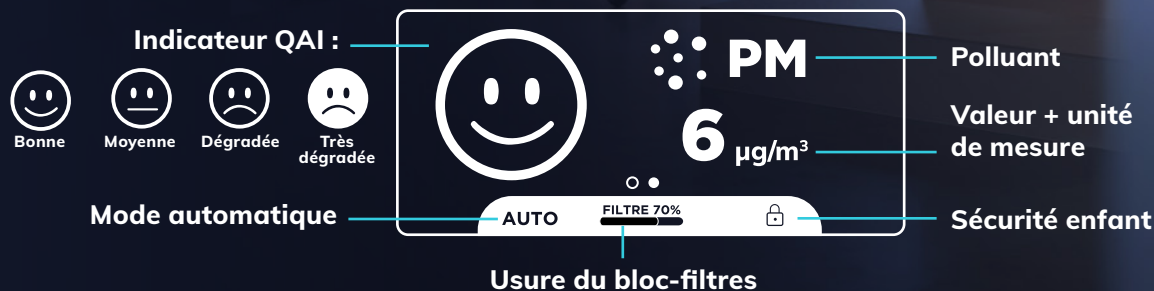 Indicateur QAI :
Bonne
Moyenne
Dégradée
Très
dégradée
PM
6 µg/m³
AUTO
FILTRE 70%
Polluant
Valeur + unité
de mesure
Mode automatique
Sécurité enfant
Usure du bloc-filtres